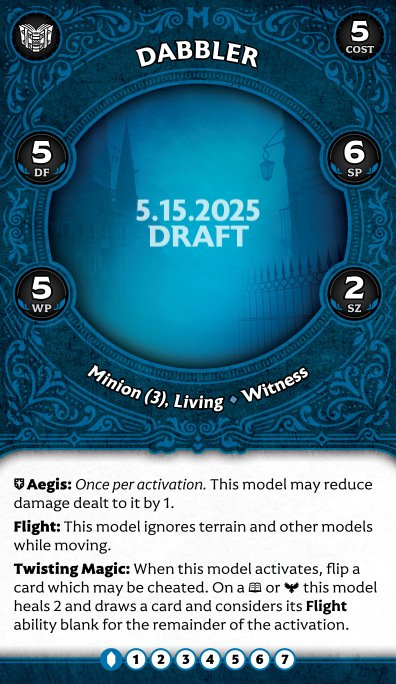 DABBLER
5
COST
5
DF
6
SP
5.15.2025
DRAFT
5
WP
2
SZ
Minion (3), Living • Witness
Aegis: Once per activation. This model may reduce
damage dealt to it by 1.
Flight: This model ignores terrain and other models
while moving.
Twisting Magic: When this model activates, flip a
card which may be cheated. On a or this model
heals 2 and draws a card and considers its Flight
ability blank for the remainder of the activation.
1 2 3 4 5 6 7